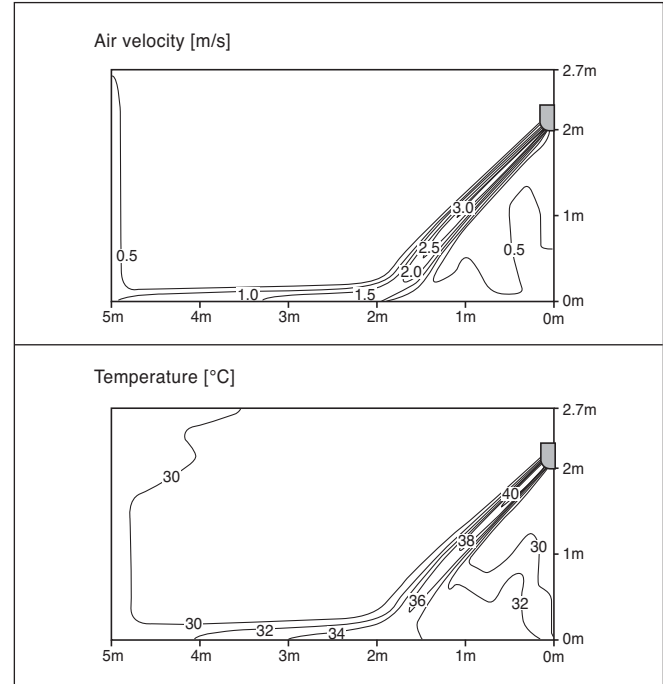 Air velocity [m/s]
2.7m
2m
3.0
1m
2.5
0.5
0.5
2.0
1.0
1.5
0m
5m 4m 3m 2m 1m 0m
Temperature [°C]
2.7m
30
2m
40
38
30
1m
36
32
30
32
34
0m
5m 4m 3m 2m 1m 0m